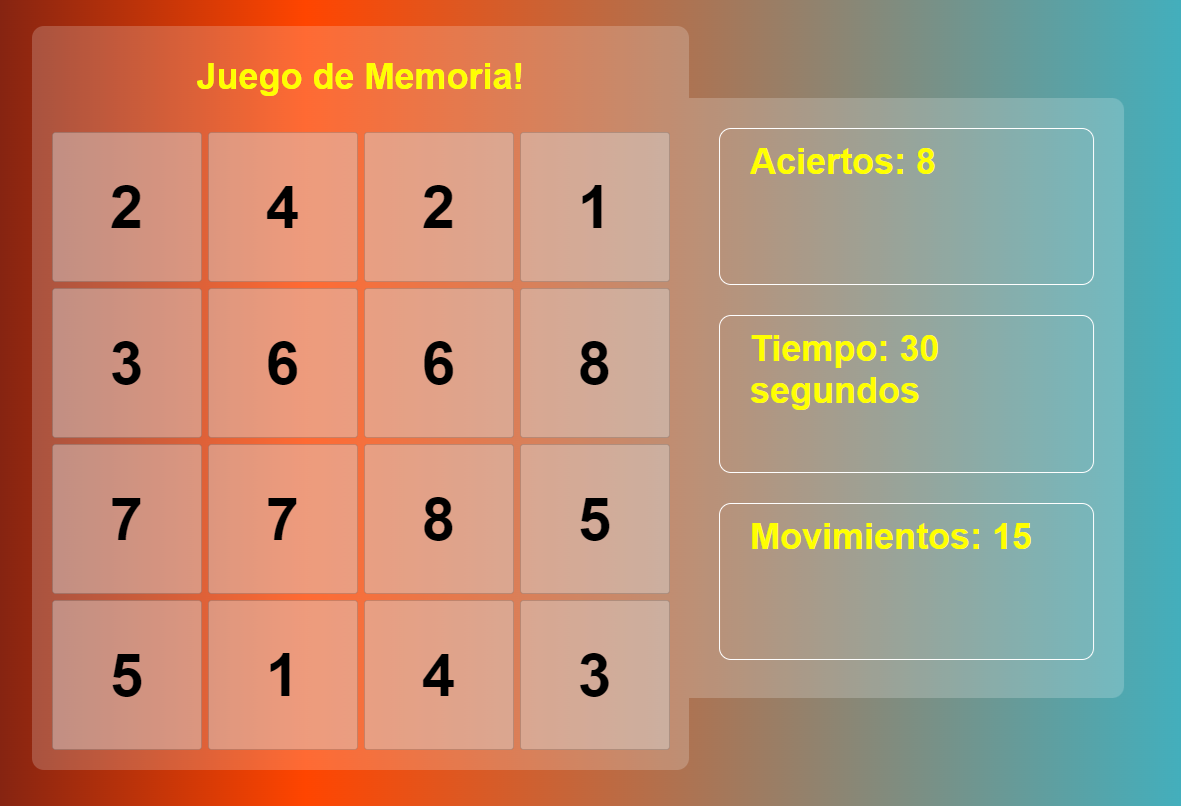 Juego de Memoria!
2 4 2 1
3 6 6 8
7 7 8 5
5 1 4 3
Aciertos: 8
Tiempo: 30
segundos
Movimientos: 15